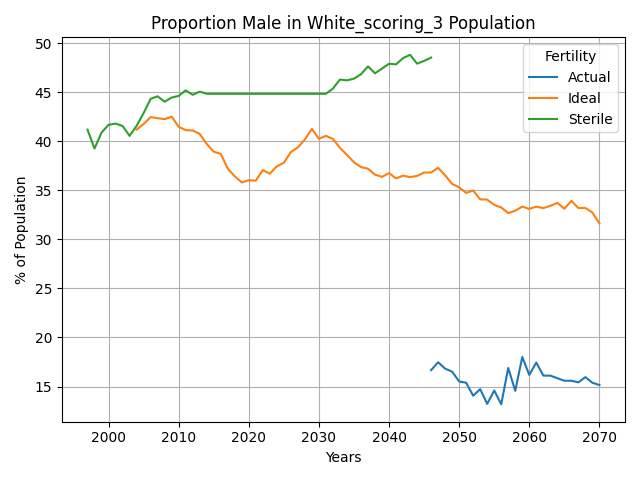 Proportion Male in White_scoring_3 Population
% of Population
50
45
40
35
30
25
20
15
Fertility
Actual
Ideal
Sterile
2000 2010 2020 2030 2040 2050 2060 2070
Years